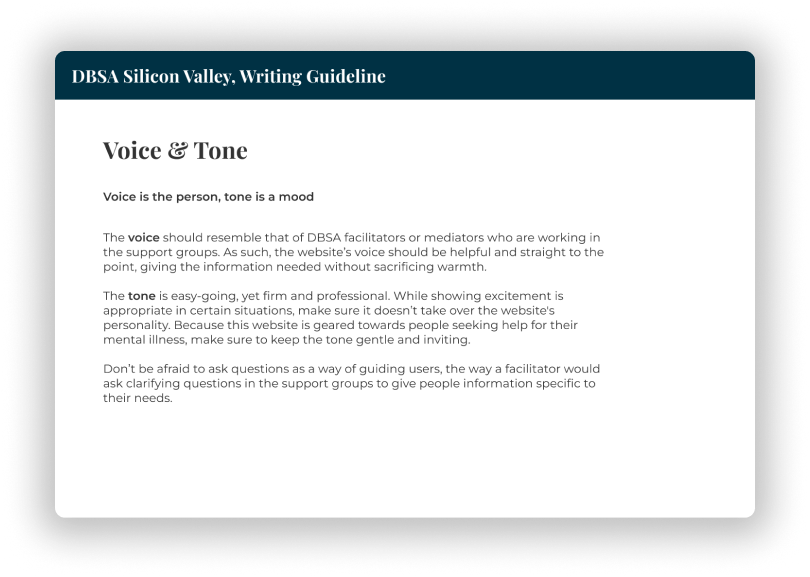 DBSA Silicon Valley, Writing Guideline
Voice & Tone
Voice is the person, tone is a mood
The voice should resemble that of DBSA facilitators or mediators who are working in
the support groups. As such, the website's voice should be helpful and straight to the
point, giving the information needed without sacrificing warmth.
The tone is easy-going, yet firm and professional. While showing excitement is
appropriate in certain situations, make sure it doesn't take over the website's
personality. Because this website is geared towards people seeking help for their
mental illness, make sure to keep the tone gentle and inviting.
Don't be afraid to ask questions as a way of guiding users, the way a facilitator would
ask clarifying questions in the support groups to give people information specific to
their needs.